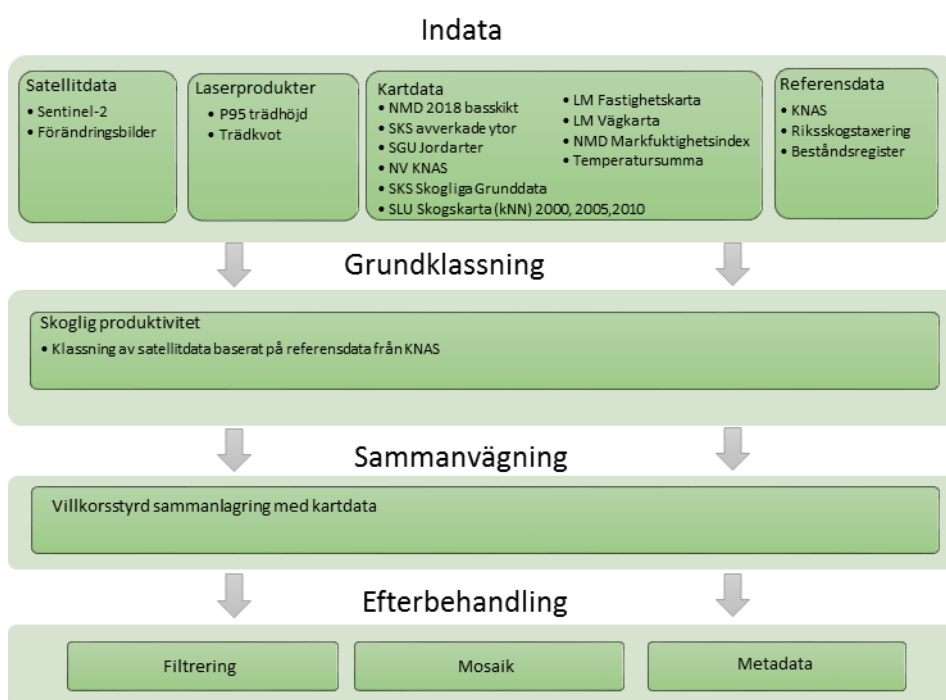 Indata
Satellitdata
• Sentinel-2
• Förändringsbilder
Laserprodukter
• P95 trädhöjd
• Trädkvot
Kartdata
• NMD 2018 basskikt
• SKS avverkade ytor
• SGU Jordarter
• NV KNAS
• SKS Skogliga Grunddata
• SLU Skogskarta (kNN) 2000, 2005,2010
• LM Fastighetskarta
• LM Vägkarta
• NMD Markfuktighetsindex
• Temperatursumma
Referensdata
• KNAS
• Riksskogstaxering
• Beståndsregister
Grundklassning
Skoglig produktivitet
• Klassning av satellitdata baserat på referensdata från KNAS
Sammanvägning
Villkorsstyrd sammanlagring med kartdata
Efterbehandling
Filtrering
Mosaik
Metadata